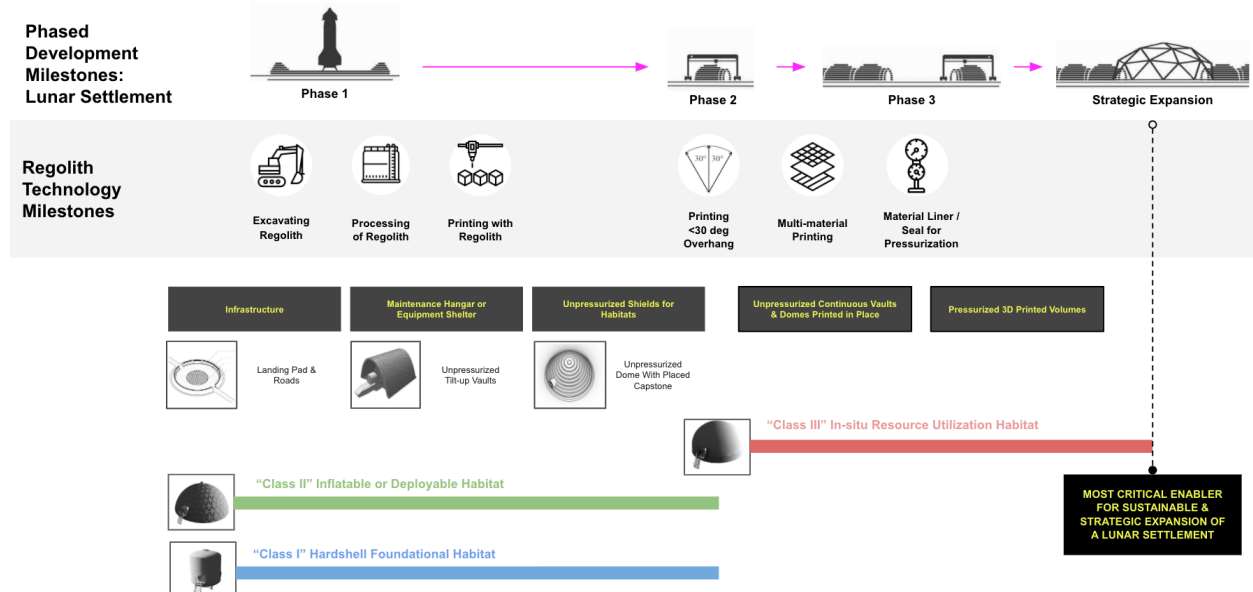 Phased
Development
Milestones:
Lunar Settlement
Phase 1
Phase 2
Phase 3
Strategic Expansion
Regolith
Technology
Milestones
Excavating
Regolith
Processing
of Regolith
Printing with
Regolith
30°
30°
Printing
<30 deg
Overhang
Multi-material
Printing
Material Liner /
Seal for
Pressurization
Infrastructure
Maintenance Hangar or
Equipment Shelter
Unpressurized Shields for
Habitats
Unpressurized Continuous Vaults
& Domes Printed in Place
Pressurized 3D Printed Volumes
Landing Pad &
Roads
Unpressurized
Tilt-up Vaults
Unpressurized
Dome With Placed
Capstone
“Class III” In-situ Resource Utilization Habitat
“Class II” Inflatable or Deployable Habitat
“Class I” Hardshell Foundational Habitat
MOST CRITICAL ENABLER
FOR SUSTAINABLE &
STRATEGIC EXPANSION OF
A LUNAR SETTLEMENT